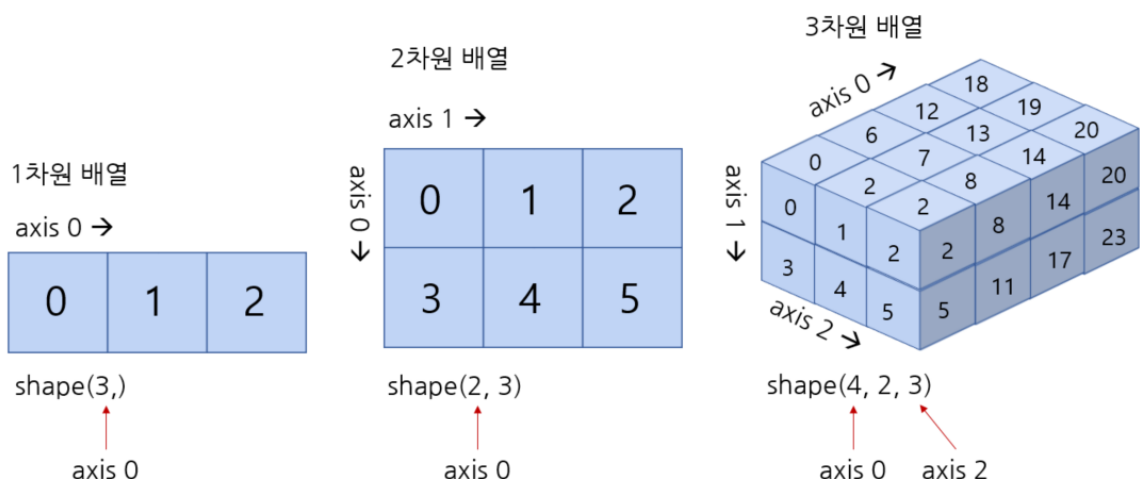 1차원 배열
axis 0 →
0 1 2
shape(3,)
axis 0
2차원 배열
axis 1 →
axis 0 →
0 1 2
3 4 5
shape(2, 3)
axis 0
3차원 배열
axis 0 →
axis 1 →
18
12 19
6 13 20
0 7 14
2 8
2
0 1 2
3 4 5
2 8 14 20
5 11 17 23
axis 2 →
shape(4, 2, 3)
axis 0 axis 2